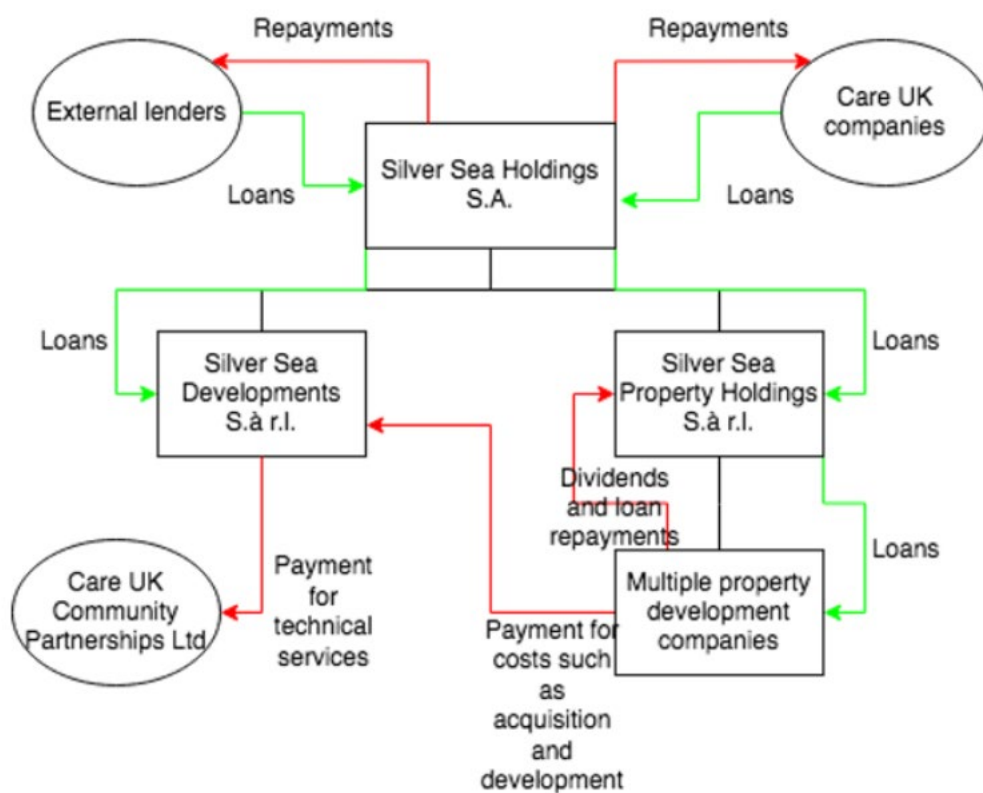 Repayments
Repayments
External lenders
Care UK
companies
Silver Sea Holdings
S.A.
Loans
Loans
Loans
Silver Sea
Developments
S.à r.l.
Silver Sea
Property Holdings
S.à r.l.
Loans
Dividends
and loan
repayments
Loans
Care UK
Community
Partnerships Ltd
Payment
for
technical
services
Payment for
costs such
as
acquisition
and
development
Multiple property
development
companies